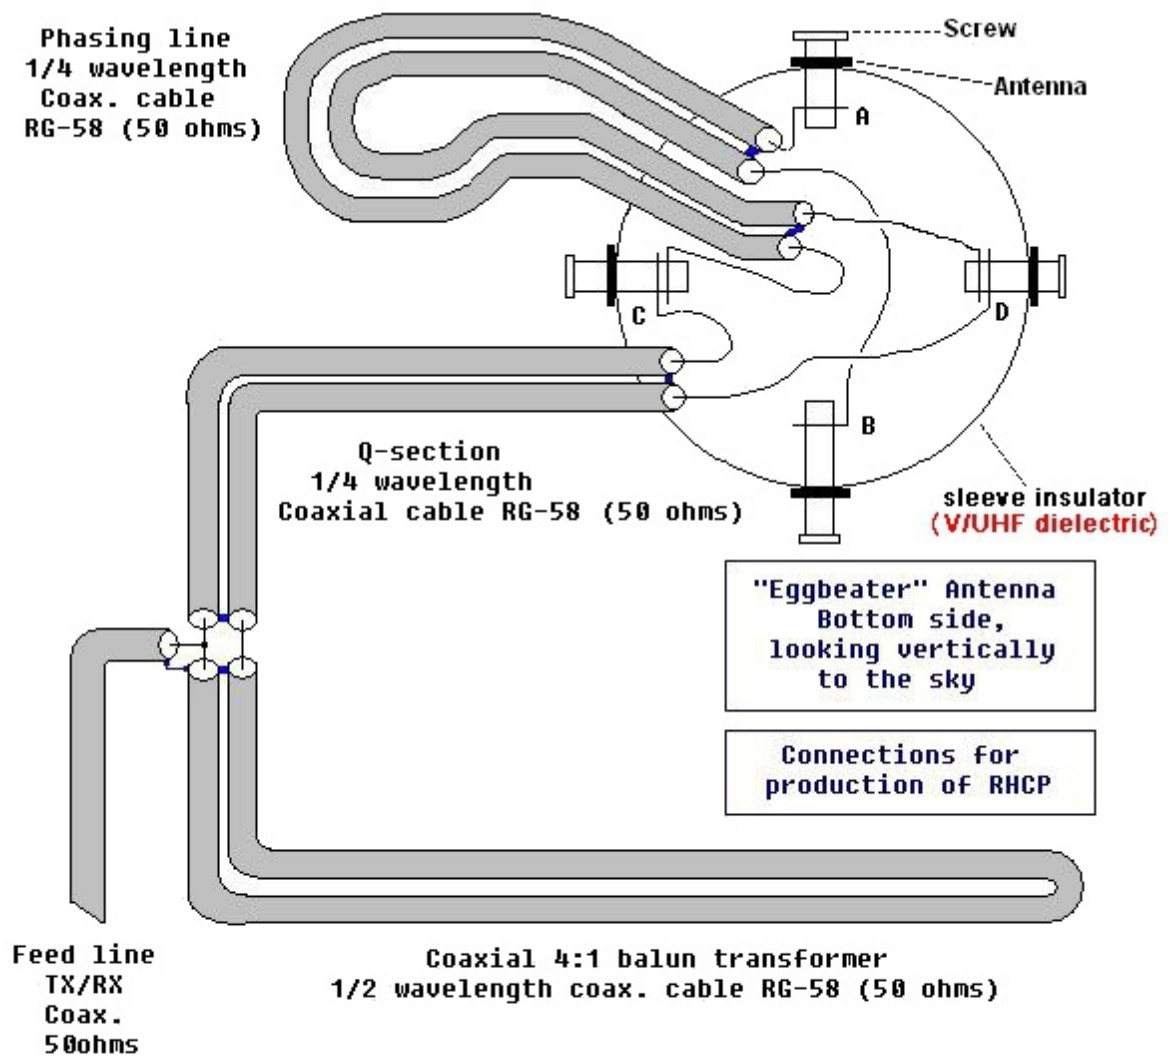 Phasing line
1/4 wavelength
Coax. cable
RG-58 (50 ohms)
Screw
Antenna
A
C
D
B
Q-section
1/4 wavelength
Coaxial cable RG-58 (50 ohms)
sleeve insulator
(V/UHF dielectric)
"Eggbeater" Antenna
Bottom side,
looking vertically
to the sky
Connections for
production of RHCP
Feed line
TX/RX
Coax.
50ohms
Coaxial 4:1 balun transformer
1/2 wavelength coax. cable RG-58 (50 ohms)